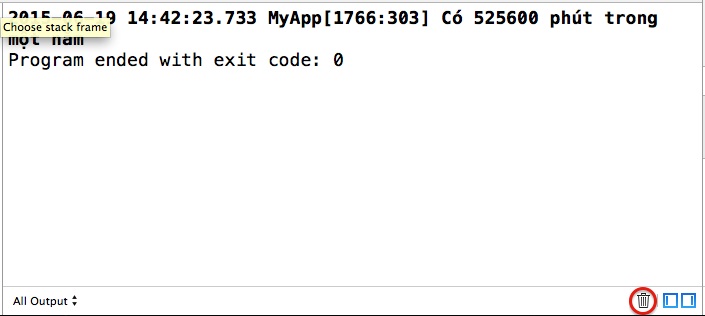 2015-06-19 14:42:23.733 MyApp[1766:303] Có 525600 phút trong
Choose stack frame
một năm
Program ended with exit code: 0
All Output